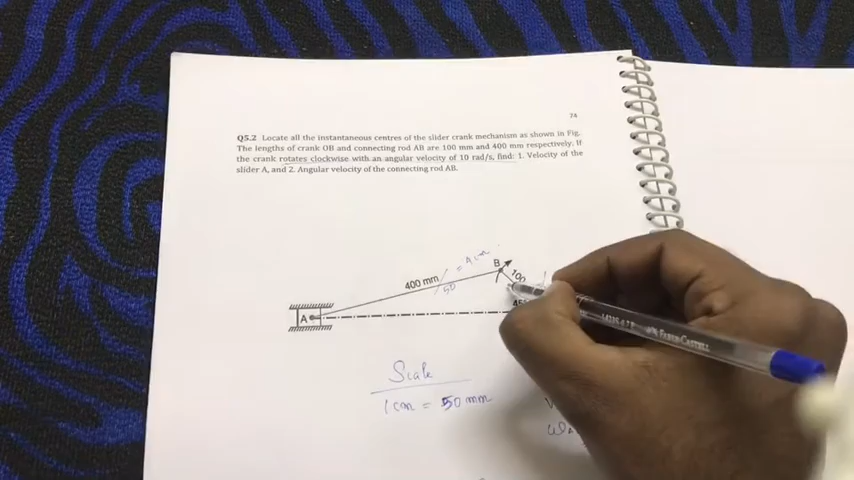 74
Q5.2 Locate all the instantaneous centres of the slider crank mechanism as shown in Fig.
The lengths of crank OB and connecting rod AB are 100 mm and 400 mm respectively. If
the crank rotates clockwise with an angular velocity of 10 rad/s, find: 1. Velocity of the
slider A, and 2. Angular velocity of the connecting rod AB.
B
100
400 mm / 50
A
45
Scale
1 cm = 50 mm
FABER-CASTELL